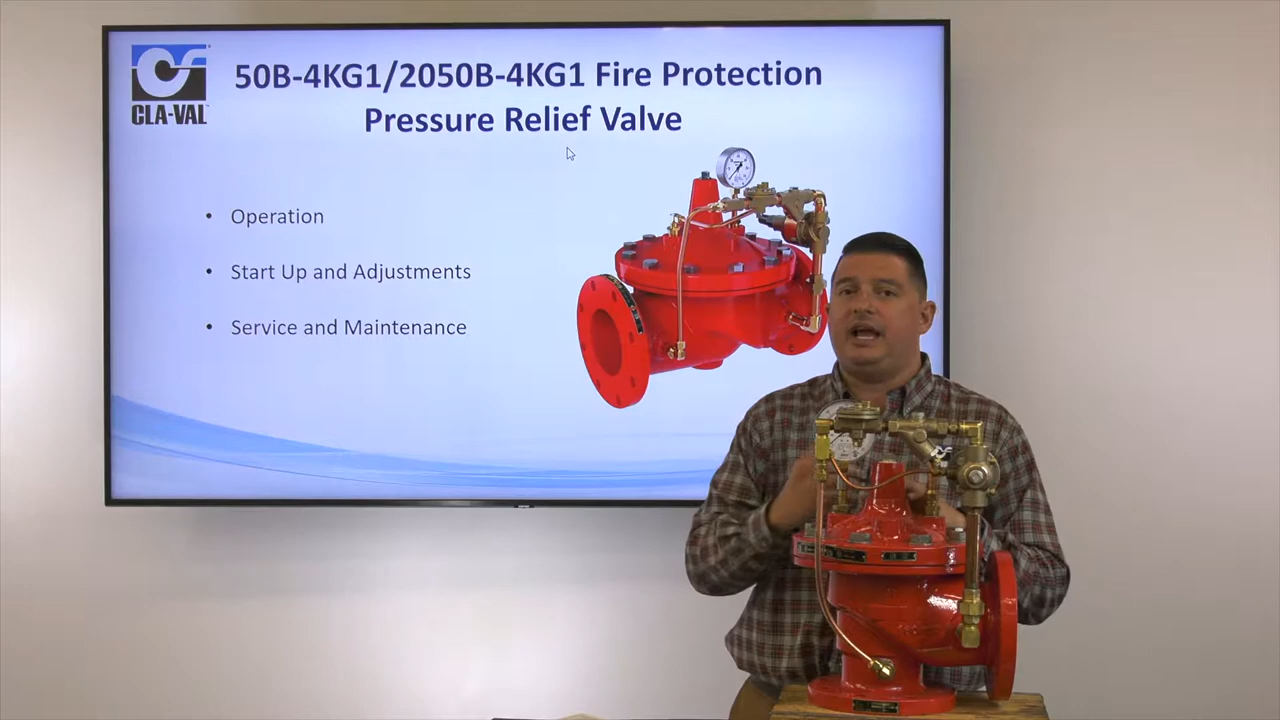 CLA-VAL
50B-4KG1/2050B-4KG1 Fire Protection
Pressure Relief Valve
• Operation
• Start Up and Adjustments
• Service and Maintenance